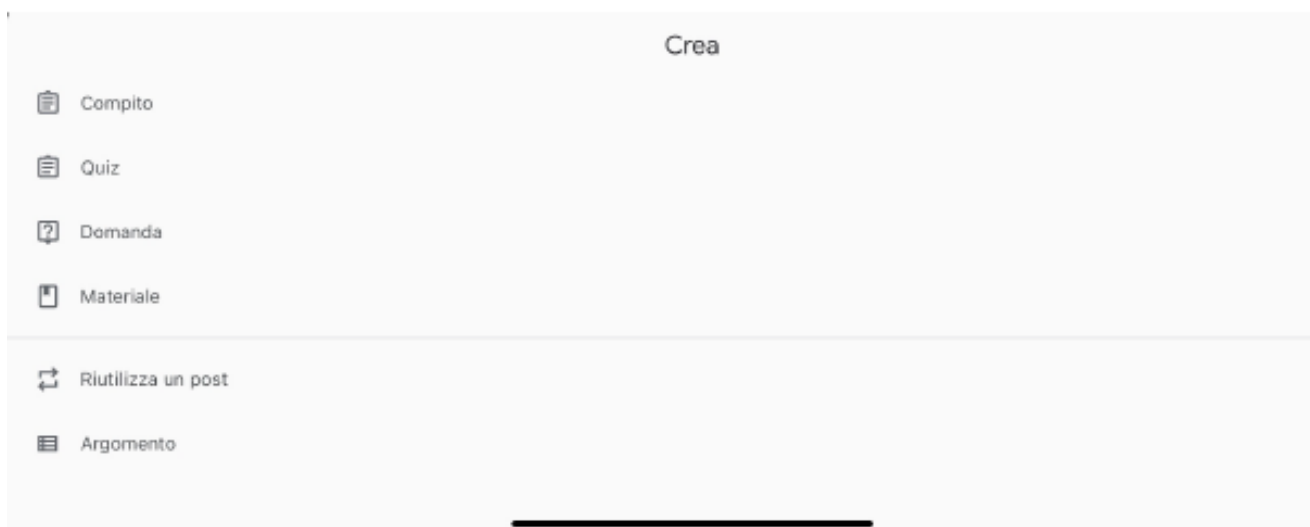 Crea
Compito
Quiz
Domanda
Materiale
Riutilizza un post
Argomento